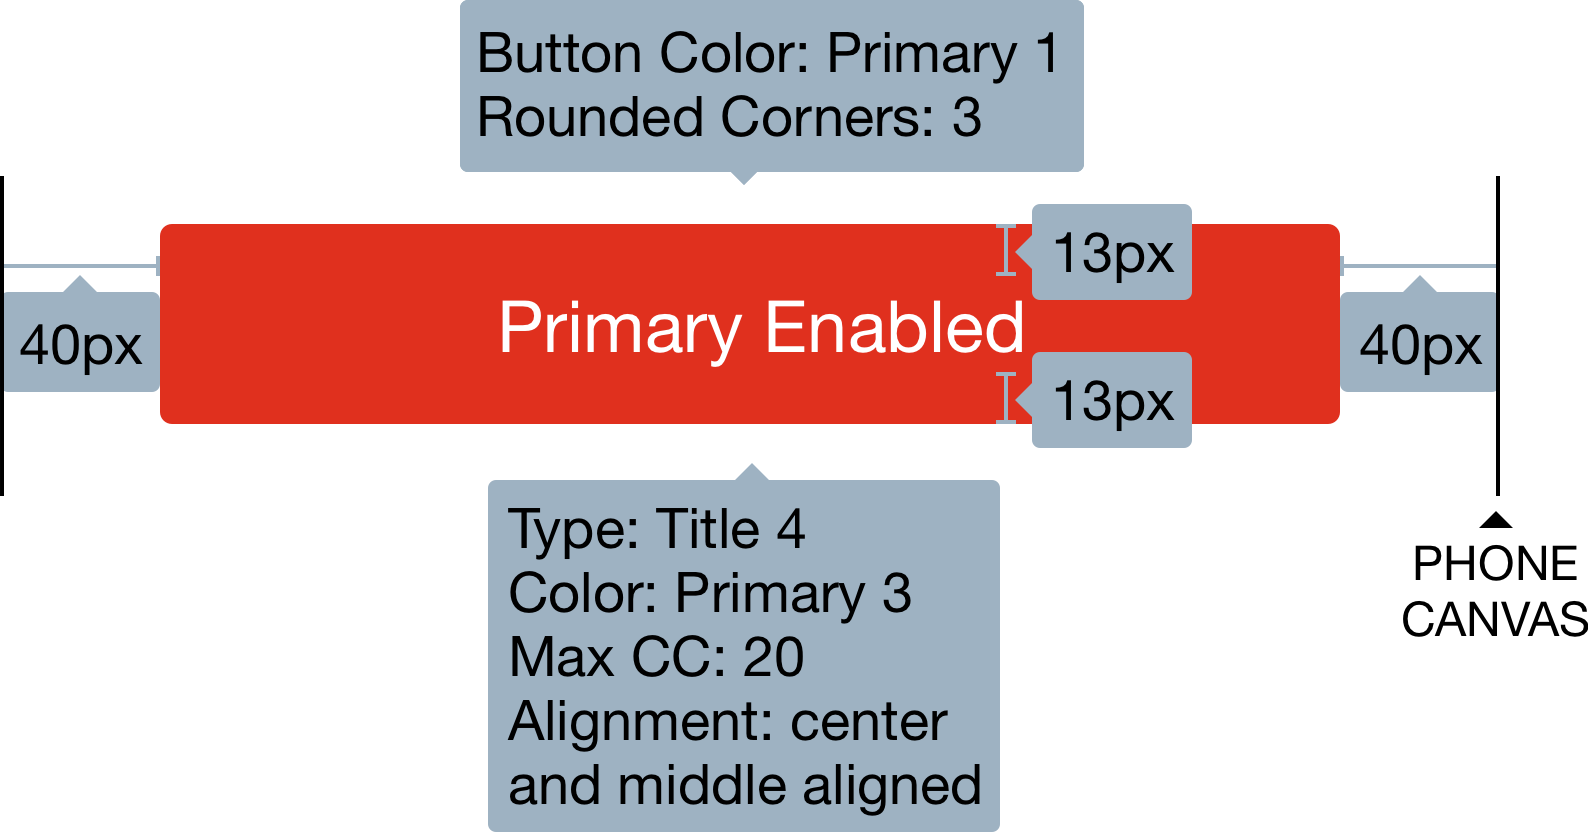 Button Color: Primary 1
Rounded Corners: 3
13px
40px
Primary Enabled
40px
13px
Type: Title 4
Color: Primary 3
Max CC: 20
Alignment: center
and middle aligned
PHONE
CANVAS